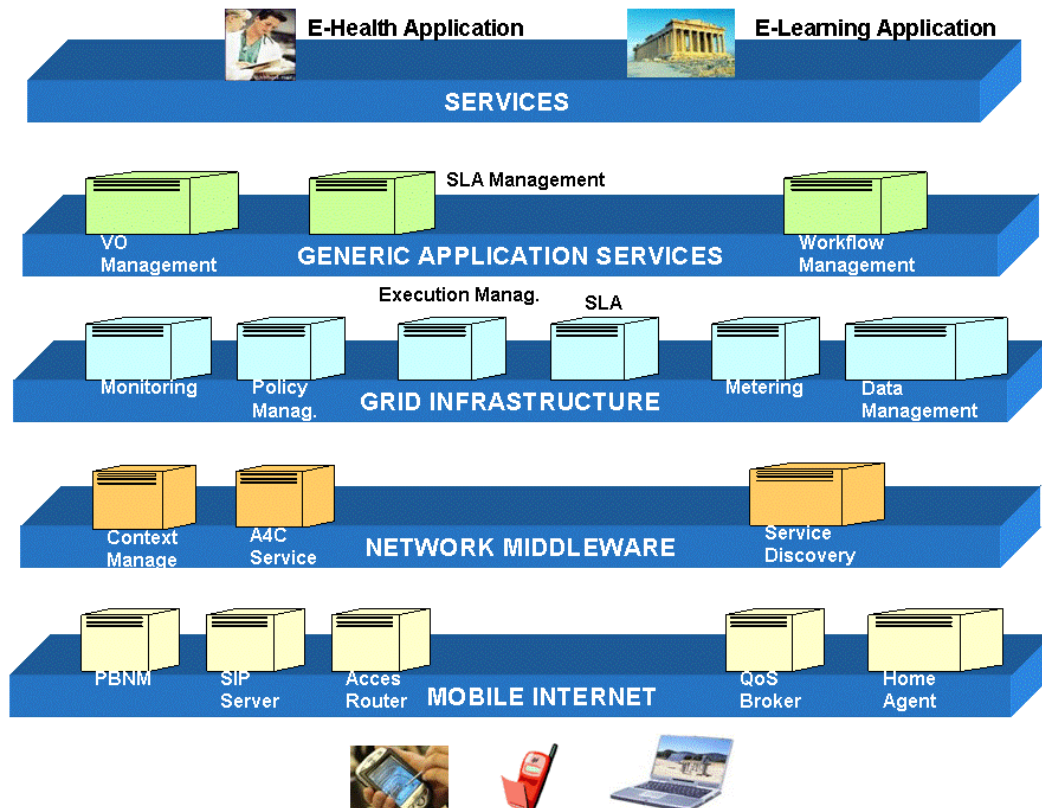 E-Health Application
E-Learning Application
SERVICES
SLA Management
VO
Management
GENERIC APPLICATION SERVICES
Workflow
Management
Execution Manag.
SLA
Monitoring
Policy
Manag.
GRID INFRASTRUCTURE
Metering
Data
Management
Context
Manage
A4C
Service
NETWORK MIDDLEWARE
Service
Discovery
PBNM
SIP
Server
Acces
Router
MOBILE INTERNET
QoS
Broker
Home
Agent